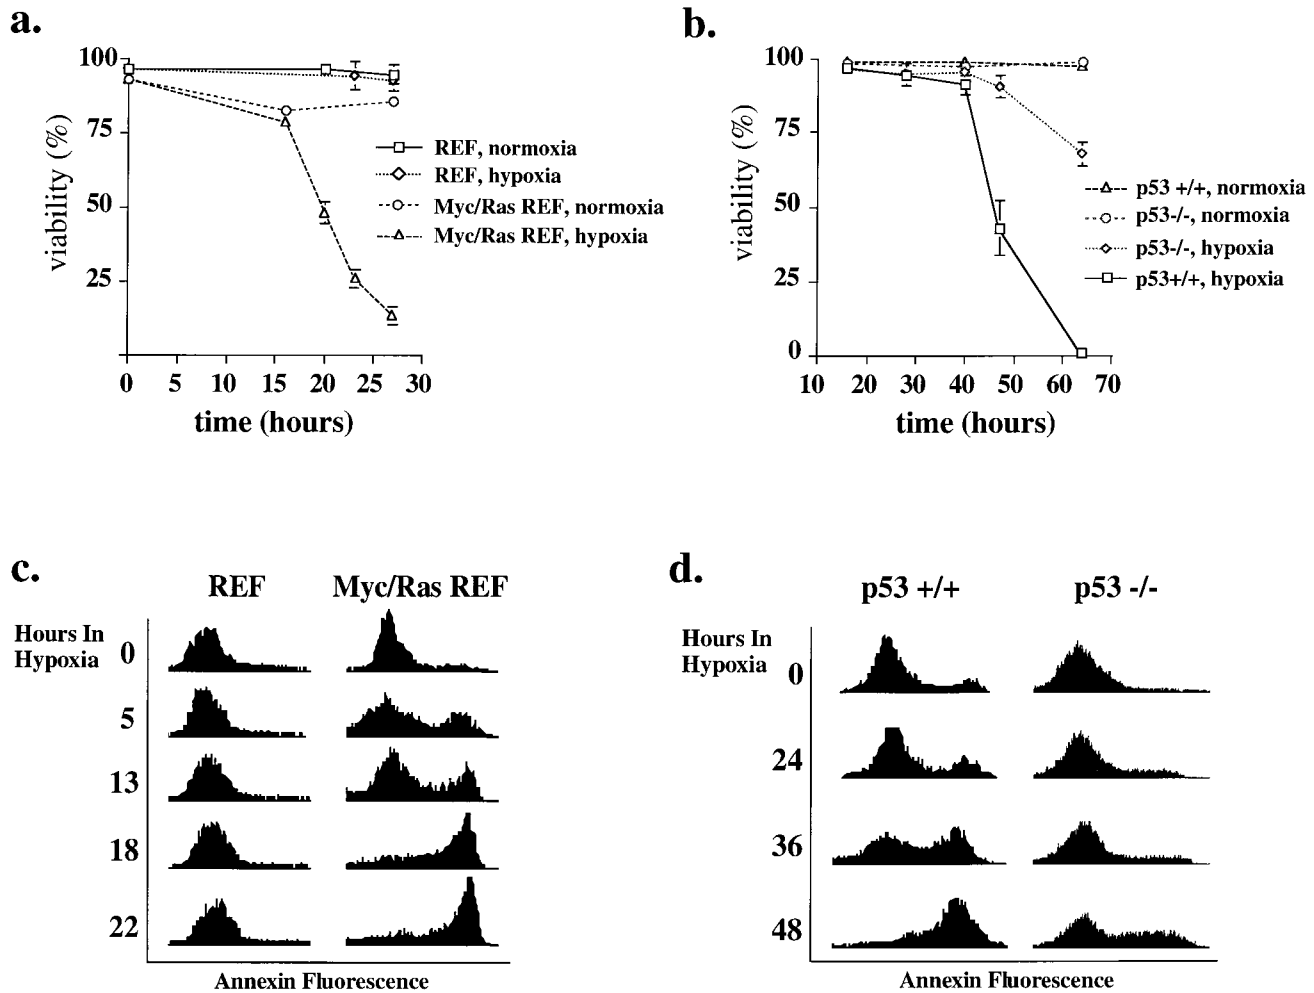 a.
100
75
50
25
viability (%)
0 5 10 15 20 25 30
time (hours)
REF, normoxia
REF, hypoxia
Myc/Ras REF, normoxia
Myc/Ras REF, hypoxia
b.
100
75
50
25
0
viability (%)
10 20 30 40 50 60 70
time (hours)
p53 +/+, normoxia
p53-/-, normoxia
p53-/-, hypoxia
p53+/+, hypoxia
c.
REF Myc/Ras REF
Hours In
Hypoxia
0
5
13
18
22
Annexin Fluorescence
d.
p53 +/+ p53 -/-
Hours In
Hypoxia
0
24
36
48
Annexin Fluorescence